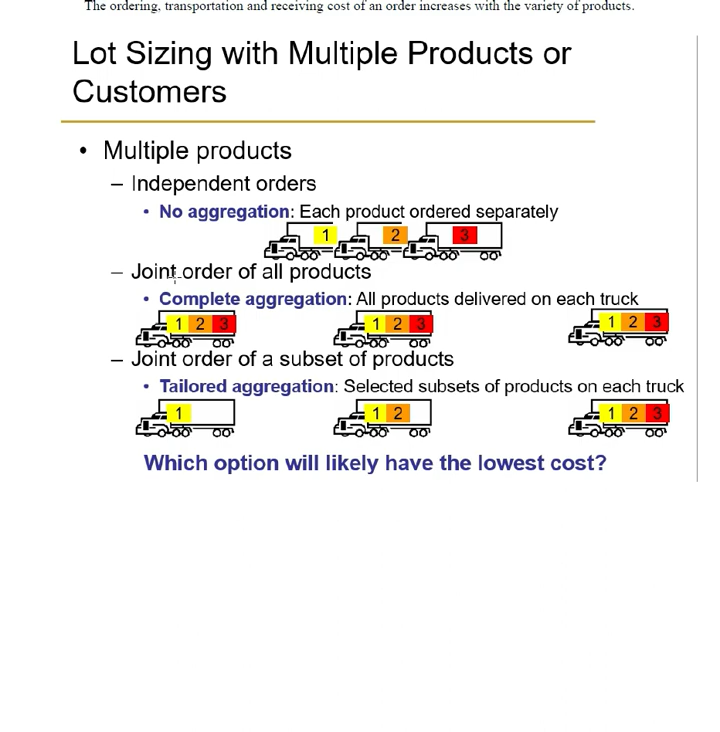 The ordering, transportation and receiving cost of an order increases with the variety of products.
Lot Sizing with Multiple Products or
Customers
• Multiple products
– Independent orders
• No aggregation: Each product ordered separately
1 2 3
– Joint order of all products
• Complete aggregation: All products delivered on each truck
1 2 3 1 2 3 1 2 3
– Joint order of a subset of products
• Tailored aggregation: Selected subsets of products on each truck
1 1 2 1 2 3
Which option will likely have the lowest cost?